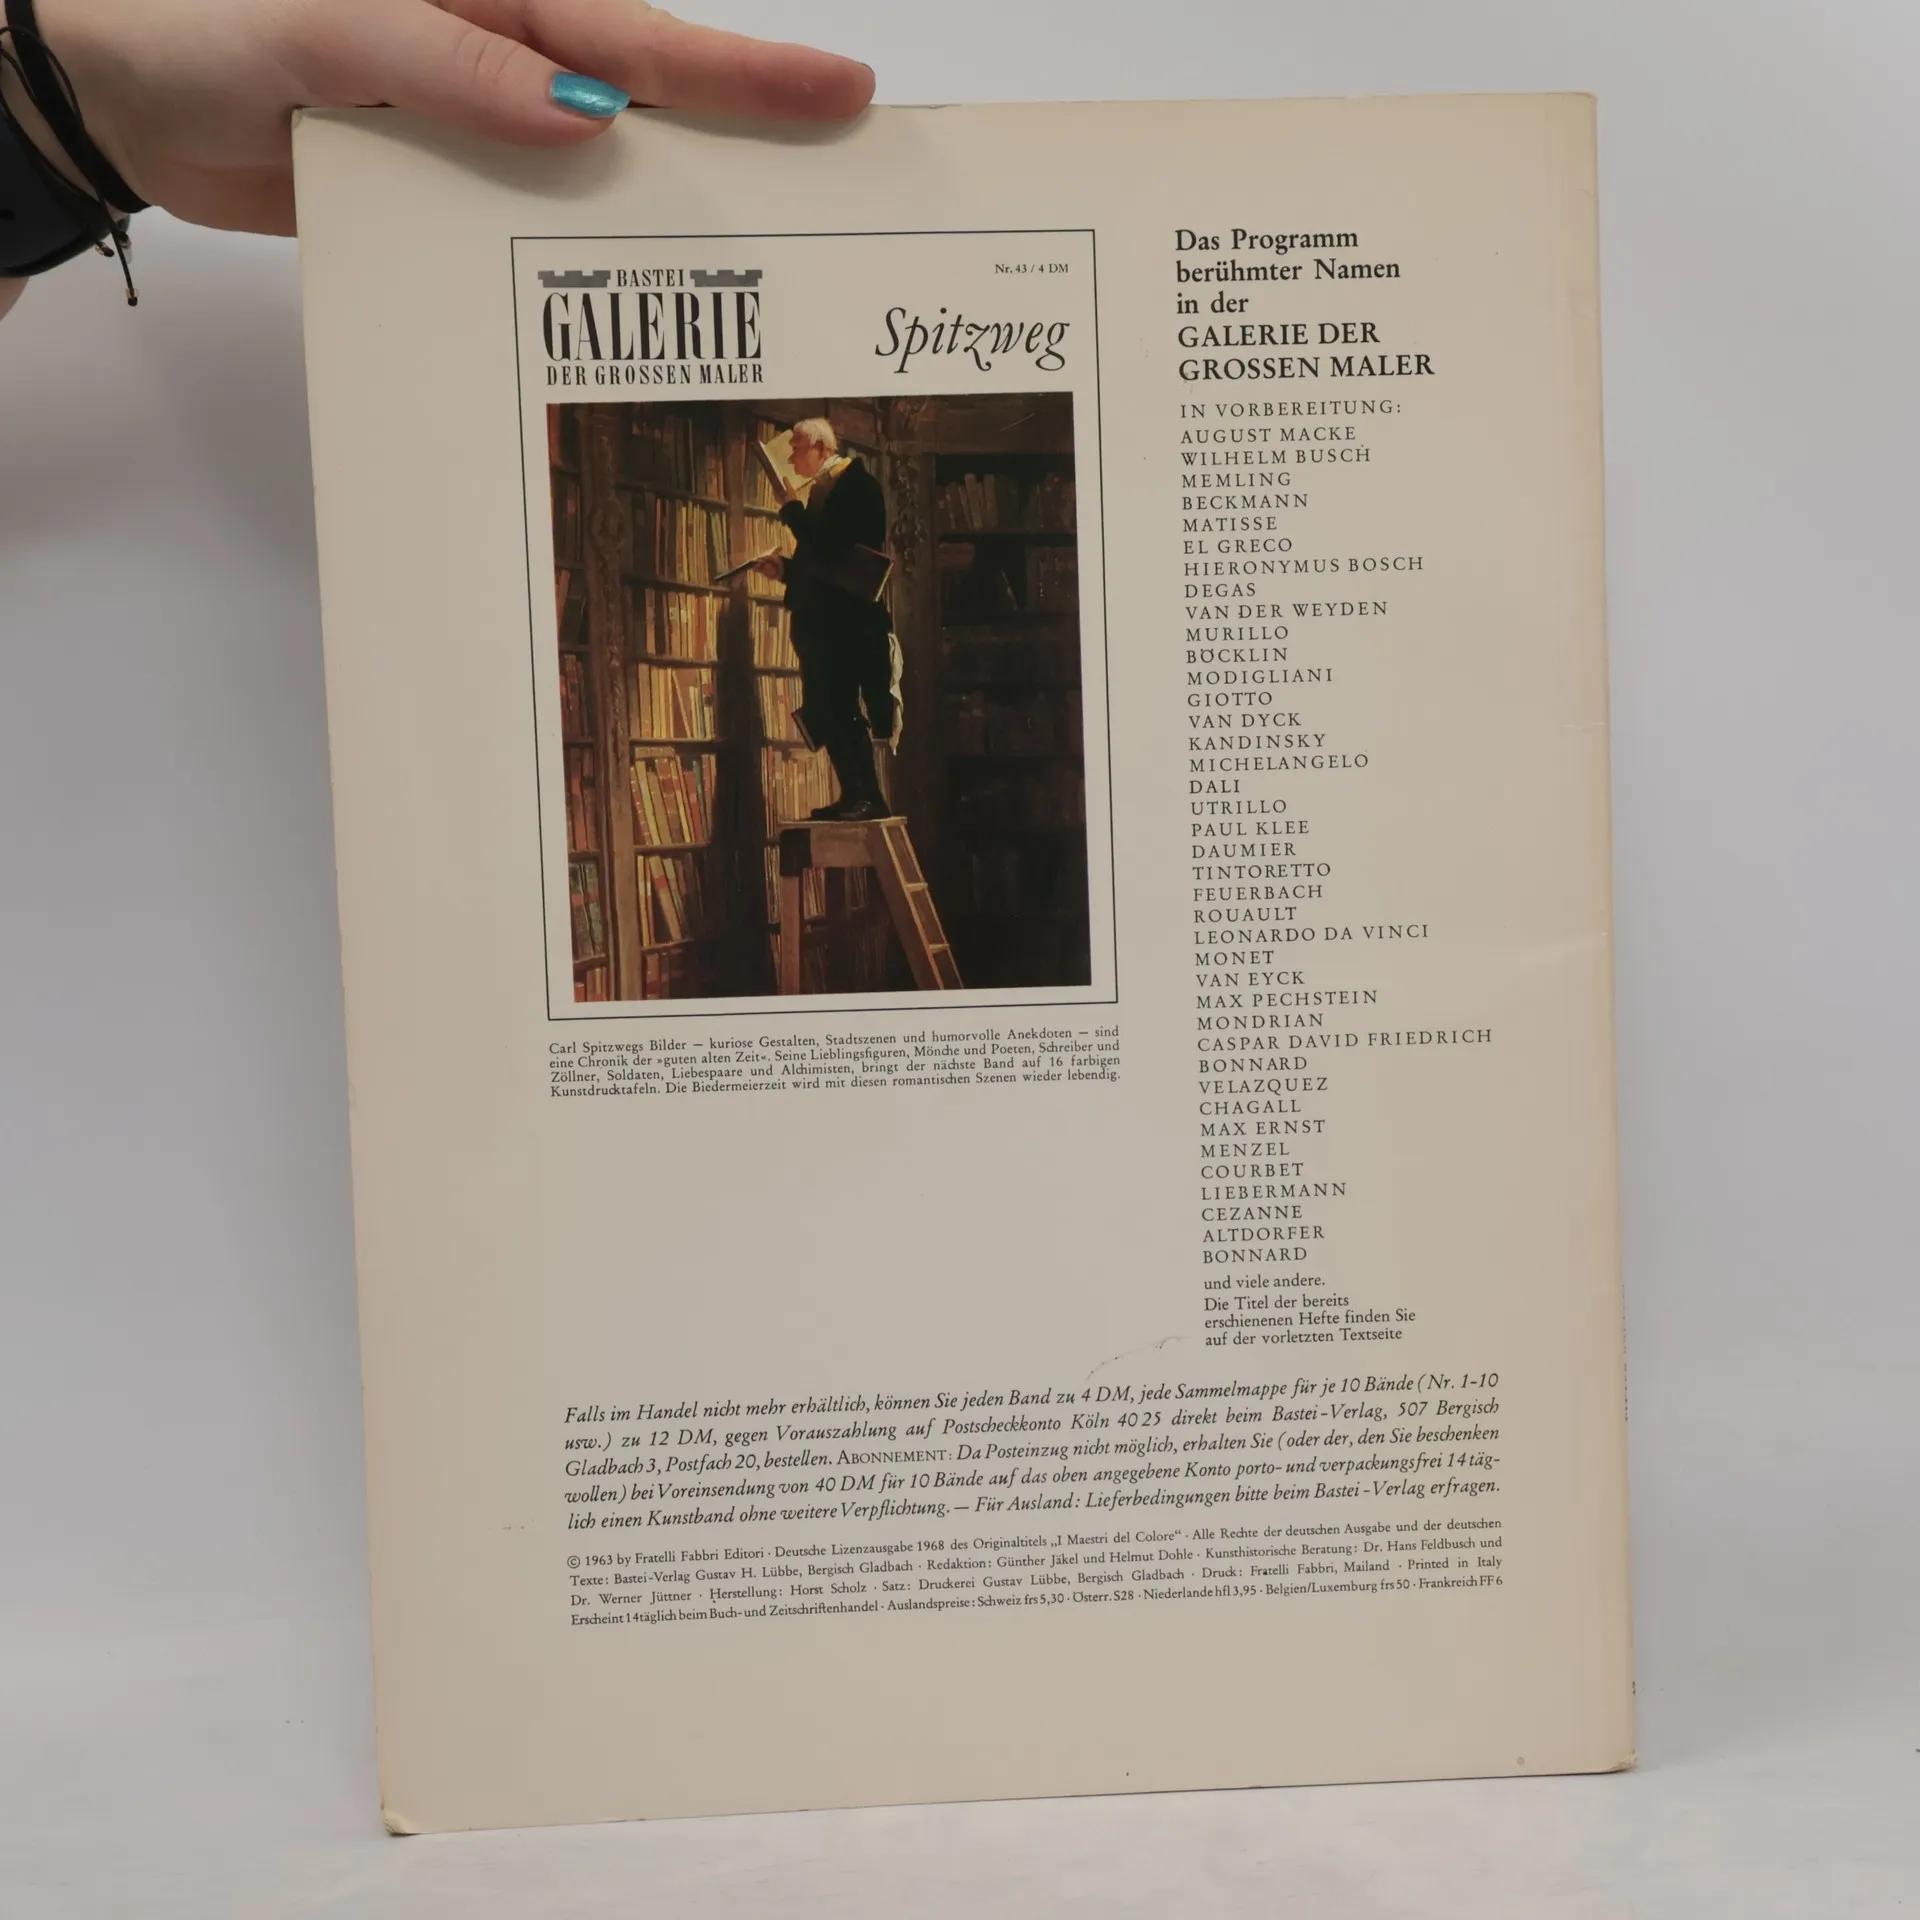 BASTEI
GALERIE
DER GROSSEN MALER
Nr. 43 / 4 DM
Spitzweg
Carl Spitzwegs Bilder — kuriose Gestalten, Stadtszenen und humorvolle Anekdoten — sind
eine Chronik der »guten alten Zeit«. Seine Lieblingsfiguren, Mönche und Poeten, Schreiber und
Zöllner, Soldaten, Liebespaare und Alchimisten, bringt der nächste Band auf 16 farbigen
Kunstdrucktafeln. Die Biedermeierzeit wird mit diesen romantischen Szenen wieder lebendig.
Das Programm
berühmter Namen
in der
GALERIE DER
GROSSEN MALER
IN VORBEREITUNG:
AUGUST MACKE
WILHELM BUSCH
MEMLING
BECKMANN
MATISSE
EL GRECO
HIERONYMUS BOSCH
DEGAS
VAN DER WEYDEN
MURILLO
BÖCKLIN
MODIGLIANI
GIOTTO
VAN DYCK
KANDINSKY
MICHELANGELO
DALI
UTRILLO
PAUL KLEE
DAUMIER
TINTORETTO
FEUERBACH
ROUAULT
LEONARDO DA VINCI
MONET
VAN EYCK
MAX PECHSTEIN
MONDRIAN
CASPAR DAVID FRIEDRICH
BONNARD
VELAZQUEZ
CHAGALL
MAX ERNST
MENZEL
COURBET
LIEBERMANN
CEZANNE
ALTDORFER
BONNARD
und viele andere.
Die Titel der bereits
erschienenen Hefte finden Sie
auf der vorletzten Textseite
Falls im Handel nicht mehr erhältlich, können Sie jeden Band zu 4 DM, jede Sammelmappe für je 10 Bände (Nr. 1-10
usw.) zu 12 DM, gegen Vorauszahlung auf Postscheckkonto Köln 40 25 direkt beim Bastei-Verlag, 507 Bergisch
Gladbach 3, Postfach 20, bestellen. ABONNEMENT: Da Posteinzug nicht möglich, erhalten Sie (oder der, den Sie beschenken
wollen) bei Voreinsendung von 40 DM für 10 Bände auf das oben angegebene Konto porto- und verpackungsfrei 14 täg-
lich einen Kunstband ohne weitere Verpflichtung. — Für Ausland: Lieferbedingungen bitte beim Bastei-Verlag erfragen.
© 1963 by Fratelli Fabbri Editori · Deutsche Lizenzausgabe 1968 des Originaltitels „I Maestri del Colore“ · Alle Rechte der deutschen Ausgabe und der deutschen
Texte: Bastei-Verlag Gustav H. Lübbe, Bergisch Gladbach · Redaktion: Günther Jäkel und Helmut Dohle · Kunsthistorische Beratung: Dr. Hans Feldbusch und
Dr. Werner Jüttner · Herstellung: Horst Scholz · Satz: Druckerei Gustav Lübbe, Bergisch Gladbach · Druck: Fratelli Fabbri, Mailand · Printed in Italy
Erscheint 14täglich beim Buch- und Zeitschriftenhandel · Auslandspreise: Schweiz frs 5,30 · Österr. S28 · Niederlande hfl 3,95 · Belgien/Luxemburg frs 50 · Frankreich FF 6